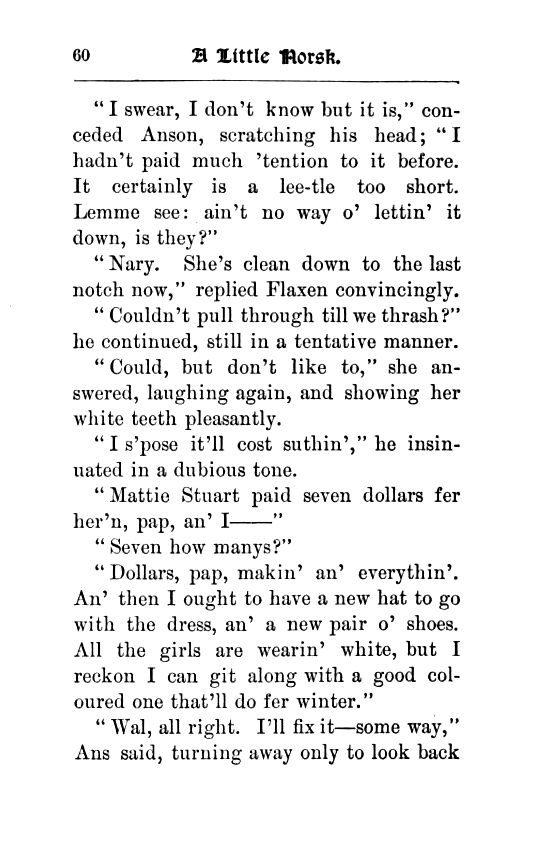 60 A Little Norsk.
“I swear, I don’t know but it is,” con-
ceded Anson, scratching his head; “I
hadn’t paid much ’tention to it before.
It certainly is a lee-tle too short.
Lemme see: ain’t no way o’ lettin’ it
down, is they?”
“Nary. She’s clean down to the last
notch now,” replied Flaxen convincingly.
“Couldn’t pull through till we thrash?”
he continued, still in a tentative manner.
“Could, but don’t like to,” she an-
swered, laughing again, and showing her
white teeth pleasantly.
“I s’pose it’ll cost suthin’,” he insin-
uated in a dubious tone.
“Mattie Stuart paid seven dollars fer
her’n, pap, an’ I——”
“Seven how manys?”
“Dollars, pap, makin’ an’ everythin’.
An’ then I ought to have a new hat to go
with the dress, an’ a new pair o’ shoes.
All the girls are wearin’ white, but I
reckon I can git along with a good col-
oured one that’ll do fer winter.”
“Wal, all right. I’ll fix it—some way,”
Ans said, turning away only to look back